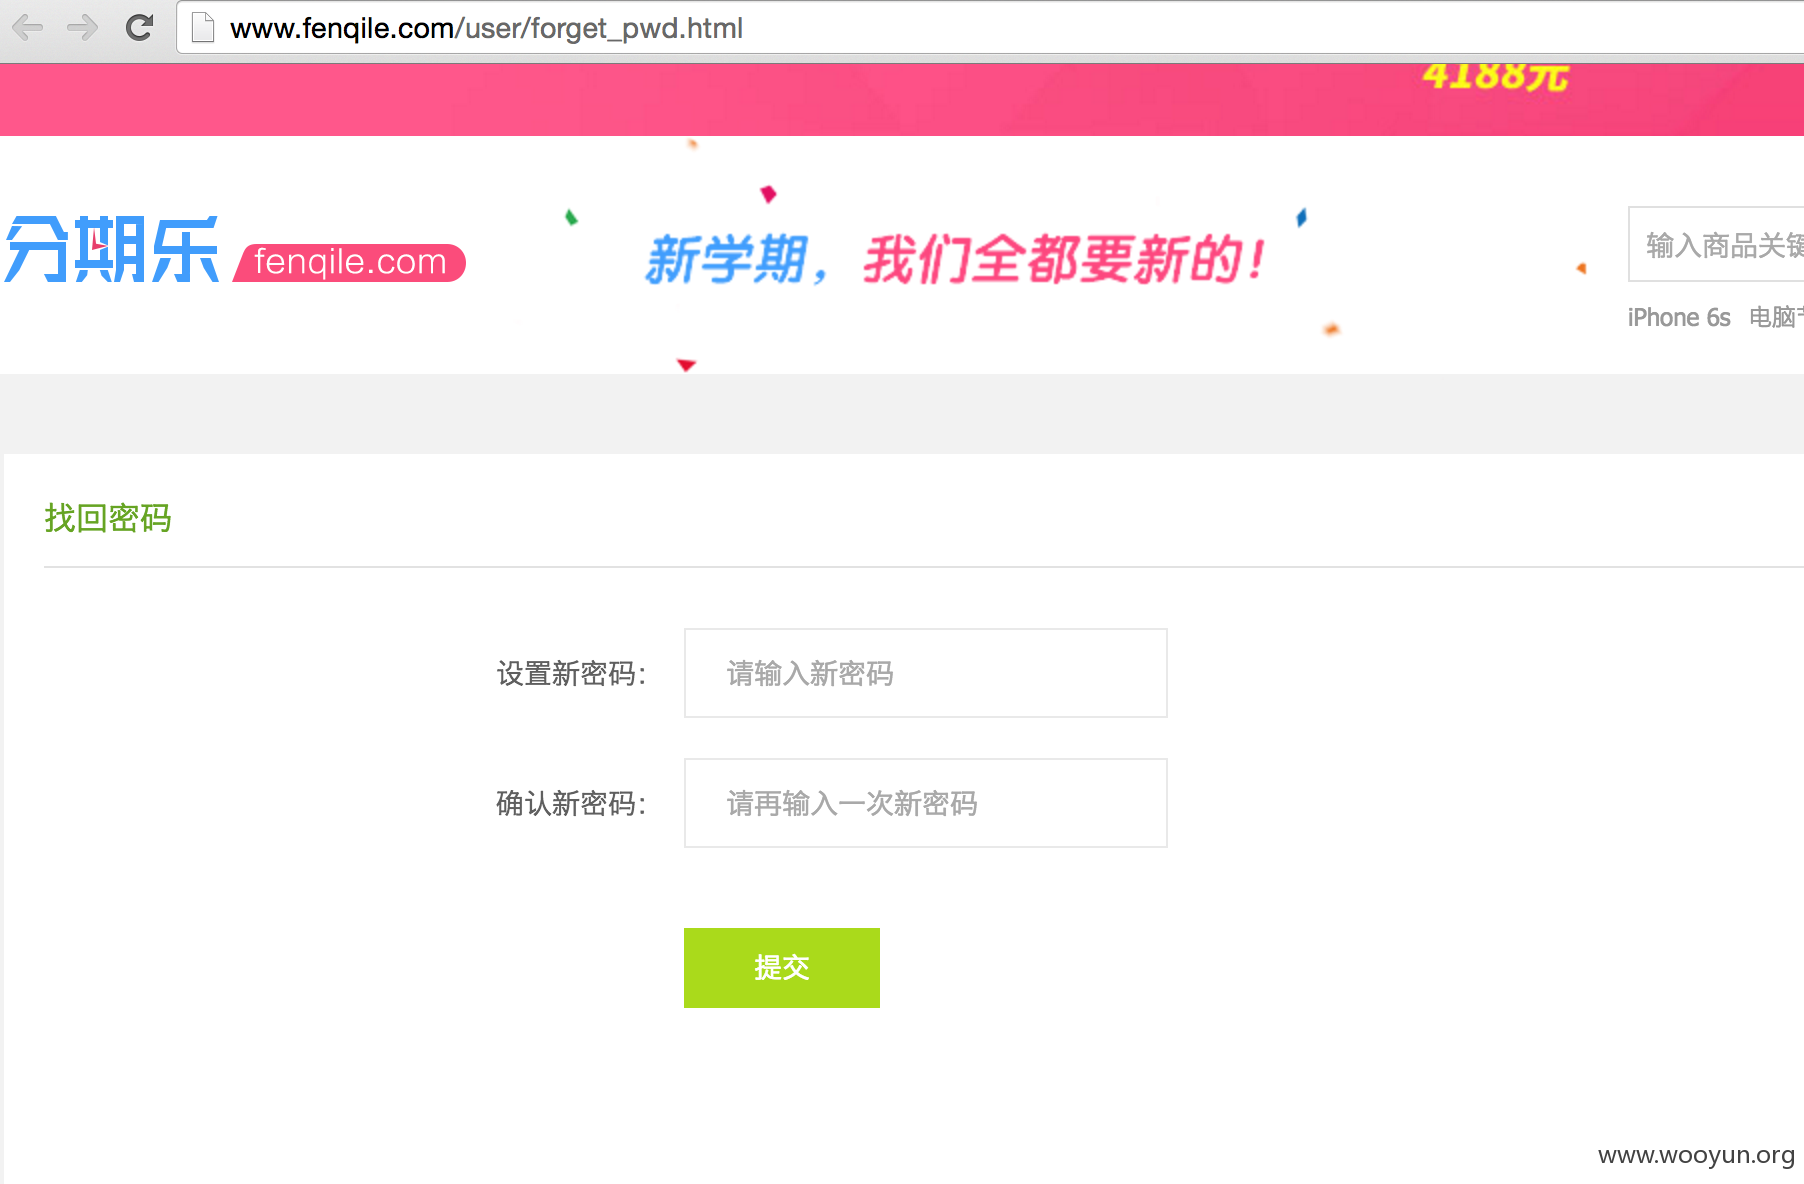 www.fenqile.com/user/forget_pwd.html
4188元
分期乐 fenqile.com
新学期，我们全都要新的！
输入商品关键
iPhone 6s 电脑
找回密码
设置新密码： 请输入新密码
确认新密码： 请再输入一次新密码
提交
www.wooyun.org